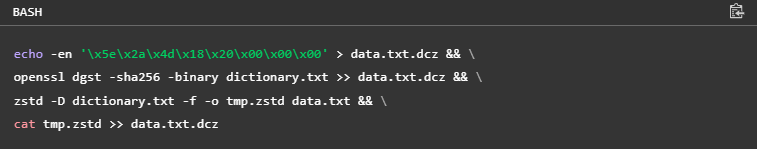 BASH
echo -en '\x5e\x2a\x4d\x18\x20\x00\x00\x00' > data.txt.dcz && \
openssl dgst -sha256 -binary dictionary.txt >> data.txt.dcz && \
zstd -D dictionary.txt -f -o tmp.zstd data.txt && \
cat tmp.zstd >> data.txt.dcz